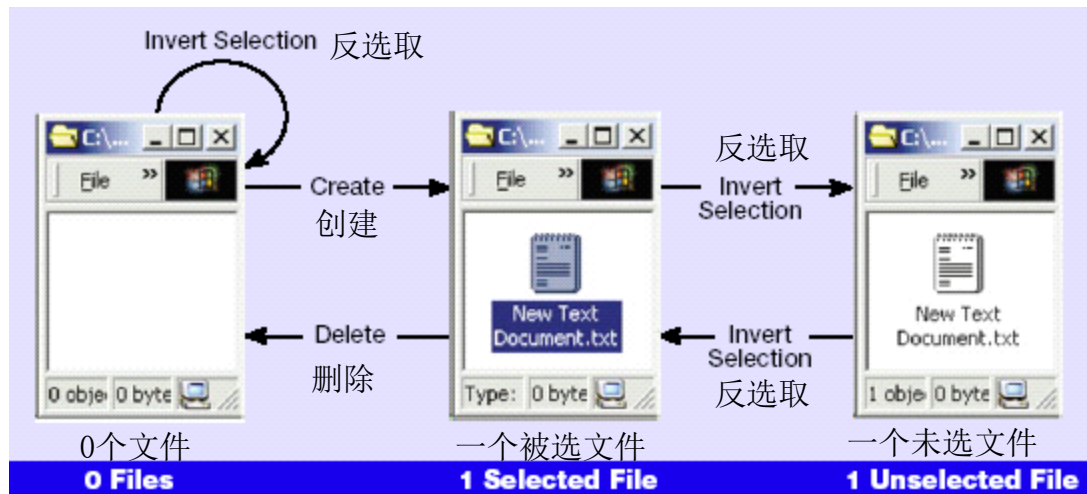 Invert Selection 反选取
C:\...
File »
0 obje 0 byte
Create
创建
Delete
删除
C:\...
File »
New Text
Document.txt
Type: 0 byte
反选取
Invert
Selection
Invert
Selection
反选取
C:\...
File »
New Text
Document.txt
1 obje 0 byte
0个文件
一个被选文件
一个未选文件
0 Files
1 Selected File
1 Unselected File